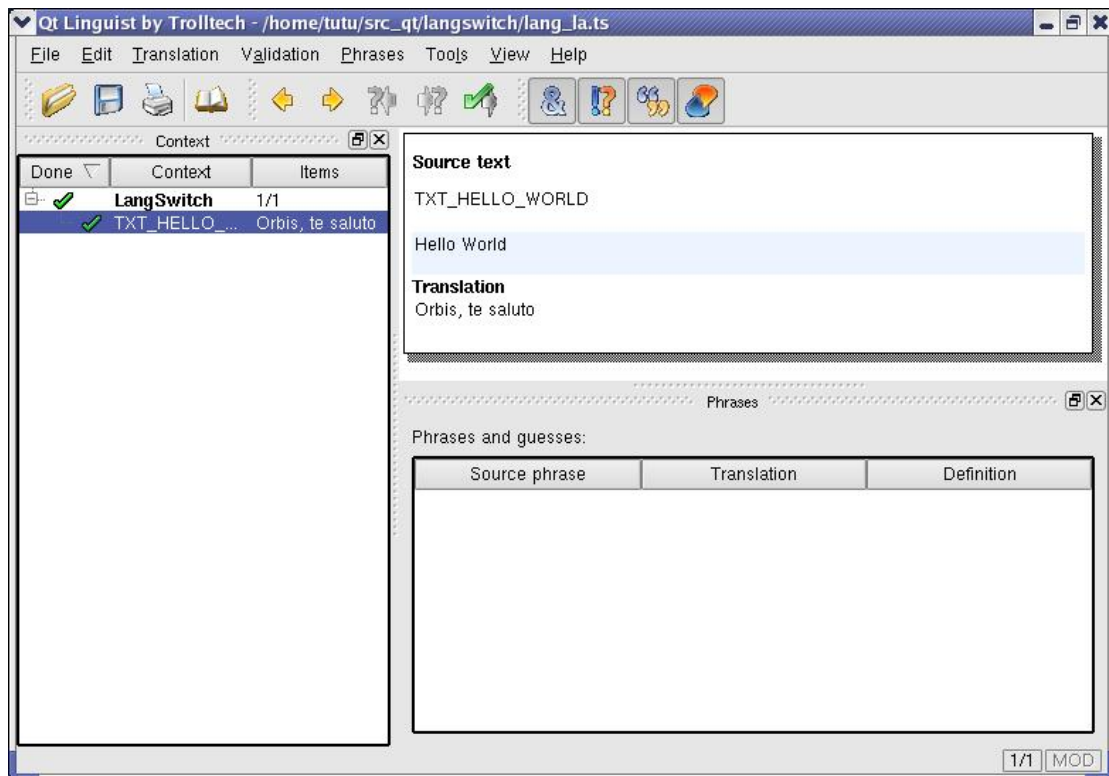 Qt Linguist by Trolltech - /home/tutu/src_qt/langswitch/lang_la.ts
File Edit Translation Validation Phrases Tools View Help
Context
Done Context Items
LangSwitch 1/1
TXT_HELLO_... Orbis, te saluto
Source text
TXT_HELLO_WORLD
Hello World
Translation
Orbis, te saluto
Phrases
Phrases and guesses:
Source phrase Translation Definition
1/1 MOD